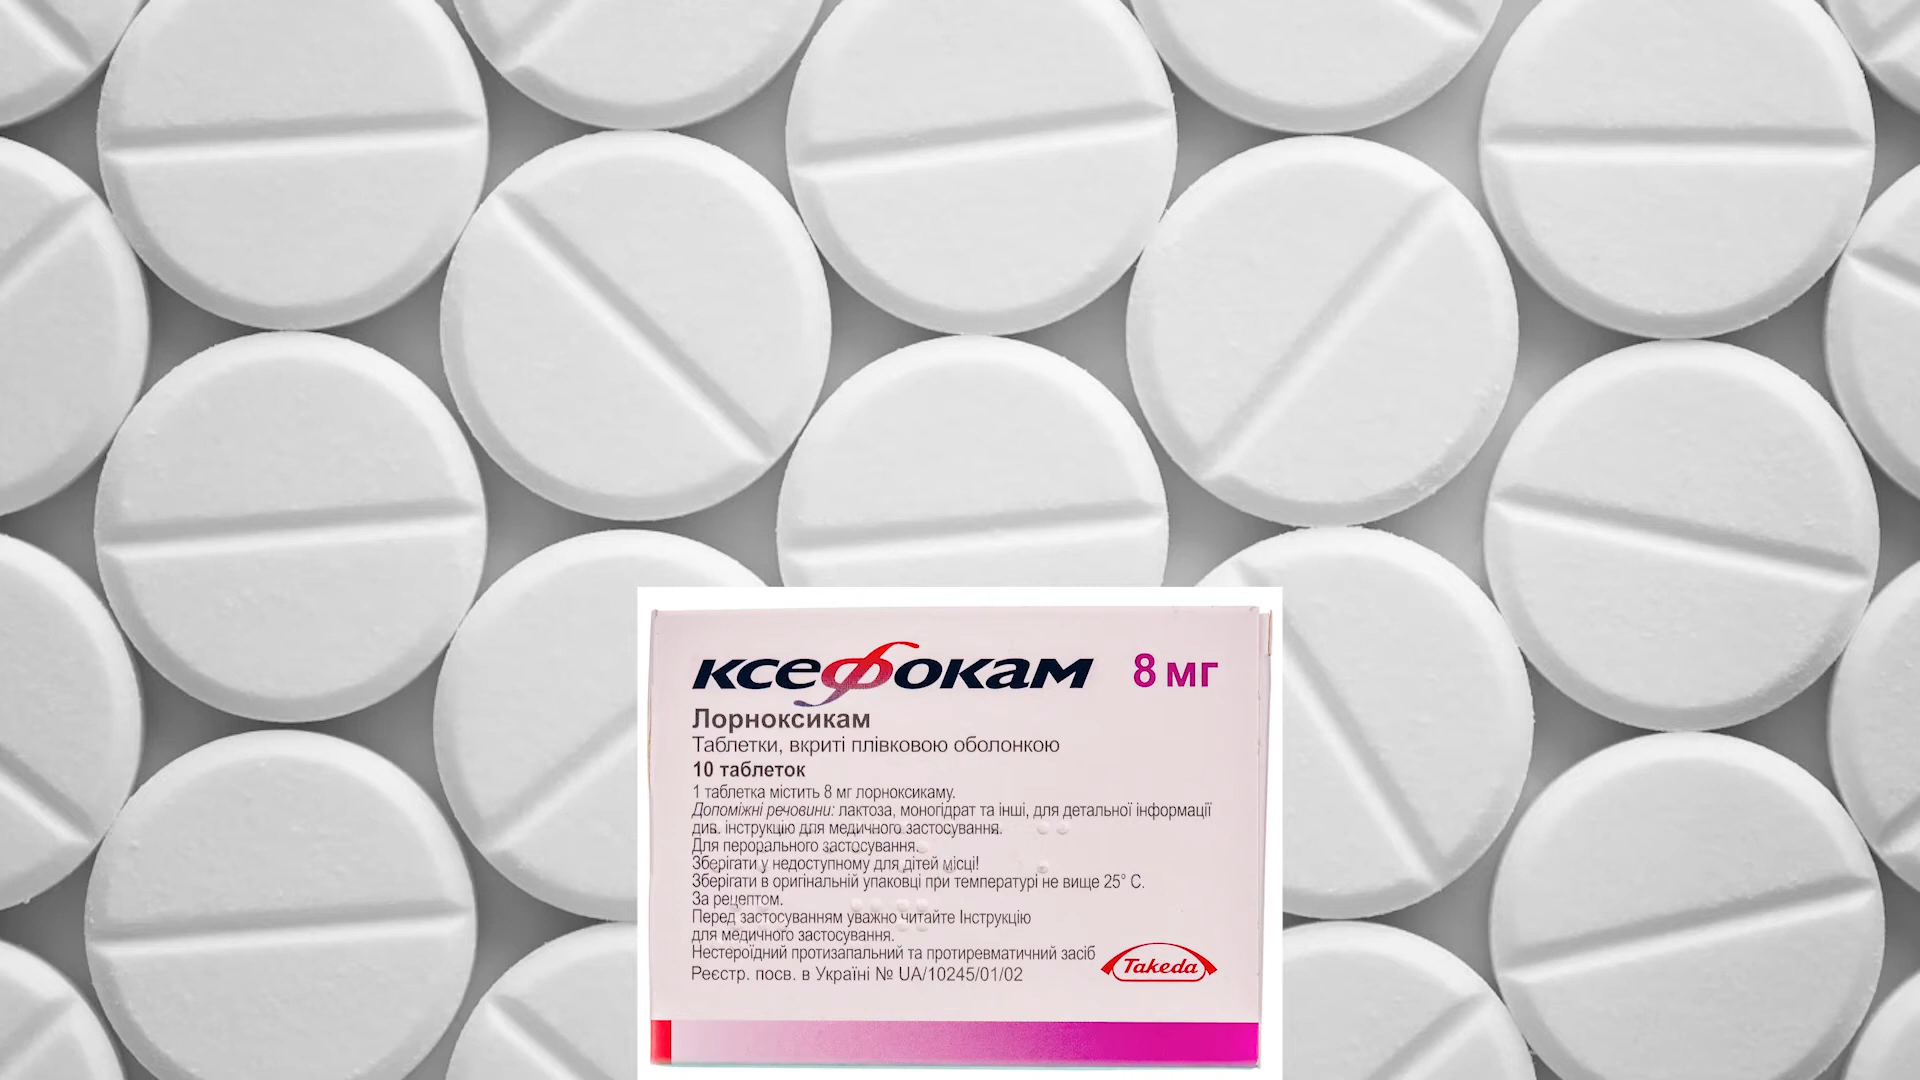 ксефокам 8 мг
Лорноксикам
Таблетки, вкриті плівковою оболонкою
10 таблеток
1 таблетка містить 8 мг лорноксикаму.
Допоміжні речовини: лактоза, моногідрат та інші, для детальної інформації
див. інструкцію для медичного застосування.
Для перорального застосування.
Зберігати у недоступному для дітей місці!
Зберігати в оригінальній упаковці при температурі не вище 25° С.
За рецептом.
Перед застосуванням уважно читайте Інструкцію
для медичного застосування.
Нестероїдний протизапальний та протиревматичний засіб
Takeda
Реєстр. посв. в Україні № UA/10245/01/02